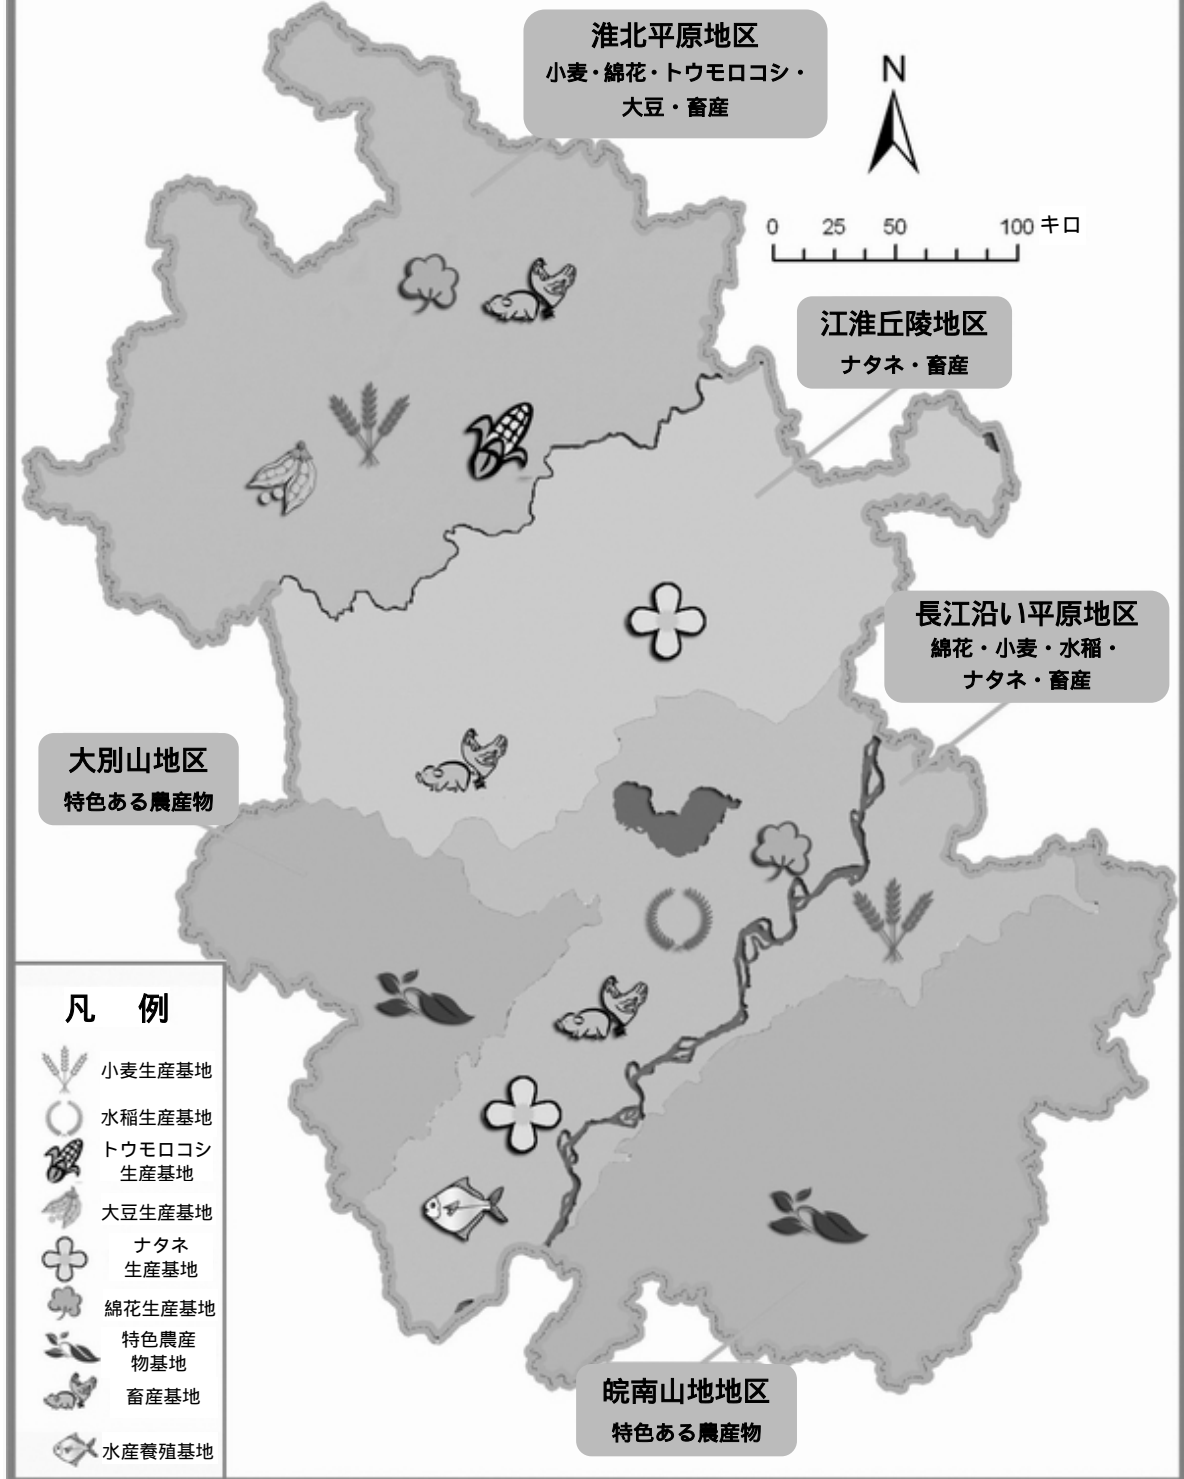 淮北平原地区
小麦・綿花・トウモロコシ・
大豆・畜産
N
0 25 50 100 キロ
江淮丘陵地区
ナタネ・畜産
長江沿い平原地区
綿花・小麦・水稲・
ナタネ・畜産
大別山地区
特色ある農産物
凡 例
小麦生産基地
水稲生産基地
トウモロコシ
生産基地
大豆生産基地
ナタネ
生産基地
綿花生産基地
特色農産
物基地
畜産基地
水産養殖基地
皖南山地地区
特色ある農産物